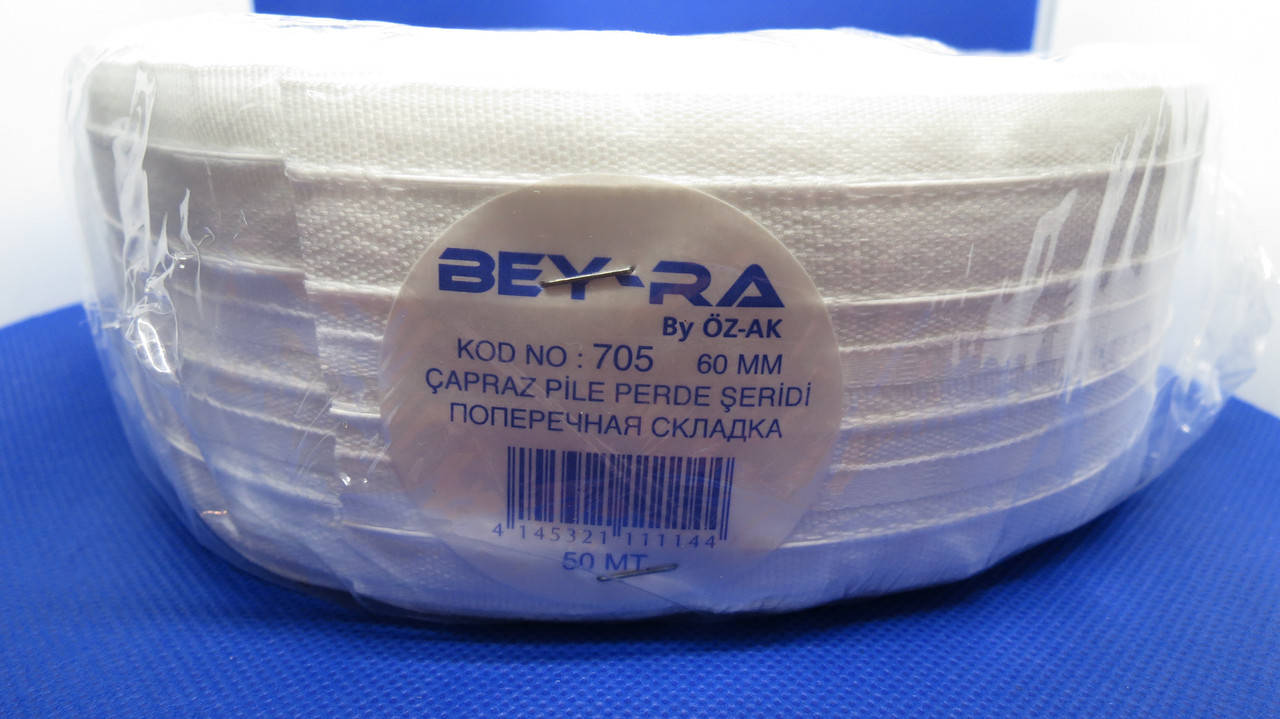 BEY-RA
By ÖZ-AK
KOD NO : 705 60 MM
ÇAPRAZ PİLE PERDE ŞERİDİ
ПОПЕРЕЧНАЯ СКЛАДКА
4 145321 111144
50 MT.